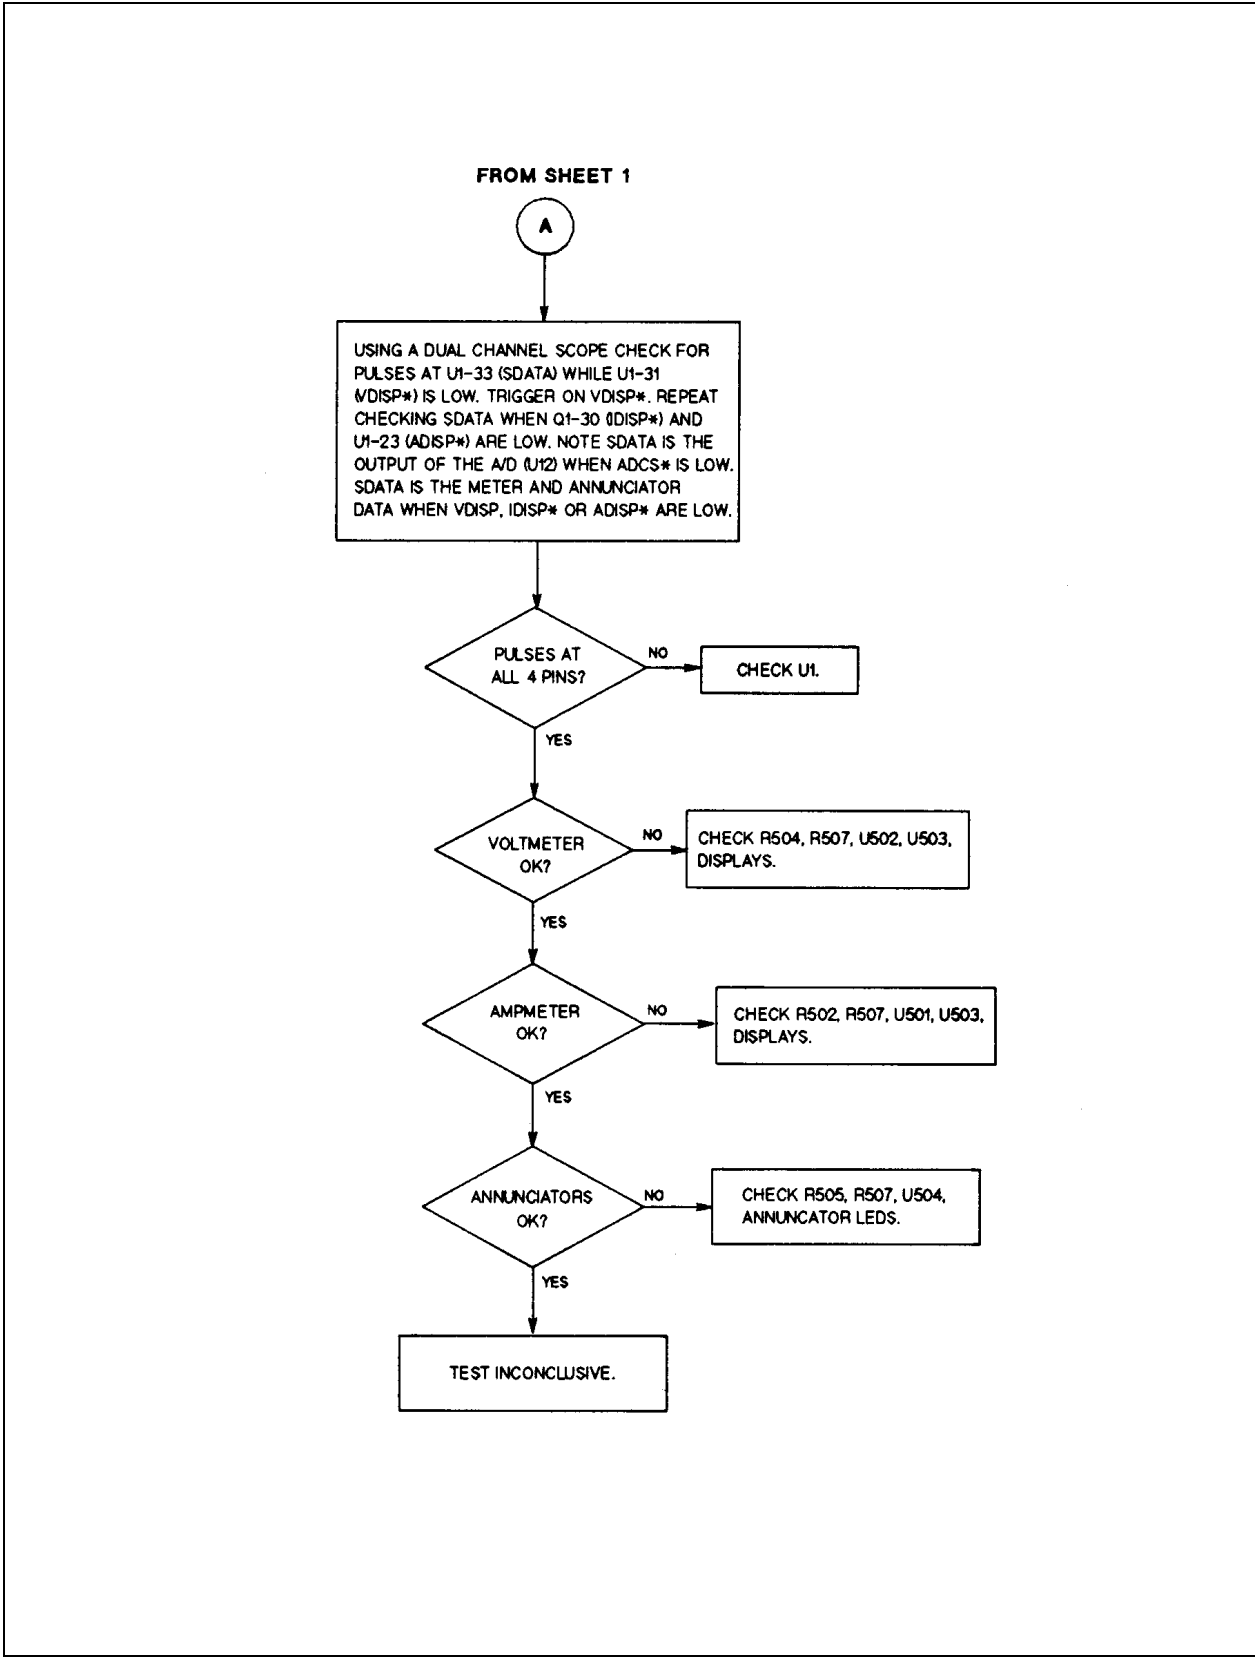 FROM SHEET 1
A
USING A DUAL CHANNEL SCOPE CHECK FOR
PULSES AT U1-33 (SDATA) WHILE U1-31
(VDISP*) IS LOW. TRIGGER ON VDISP*. REPEAT
CHECKING SDATA WHEN Q1-30 (IDISP*) AND
U1-23 (ADISP*) ARE LOW. NOTE SDATA IS THE
OUTPUT OF THE A/D (U12) WHEN ADCS* IS LOW.
SDATA IS THE METER AND ANNUNCIATOR
DATA WHEN VDISP, IDISP* OR ADISP* ARE LOW.
PULSES AT
ALL 4 PINS?
NO
CHECK U1.
YES
VOLTMETER
OK?
NO
CHECK R504, R507, U502, U503,
DISPLAYS.
YES
AMPMETER
OK?
NO
CHECK R502, R507, U501, U503,
DISPLAYS.
YES
ANNUNCIATORS
OK?
NO
CHECK R505, R507, U504,
ANNUNCATOR LEDS.
YES
TEST INCONCLUSIVE.